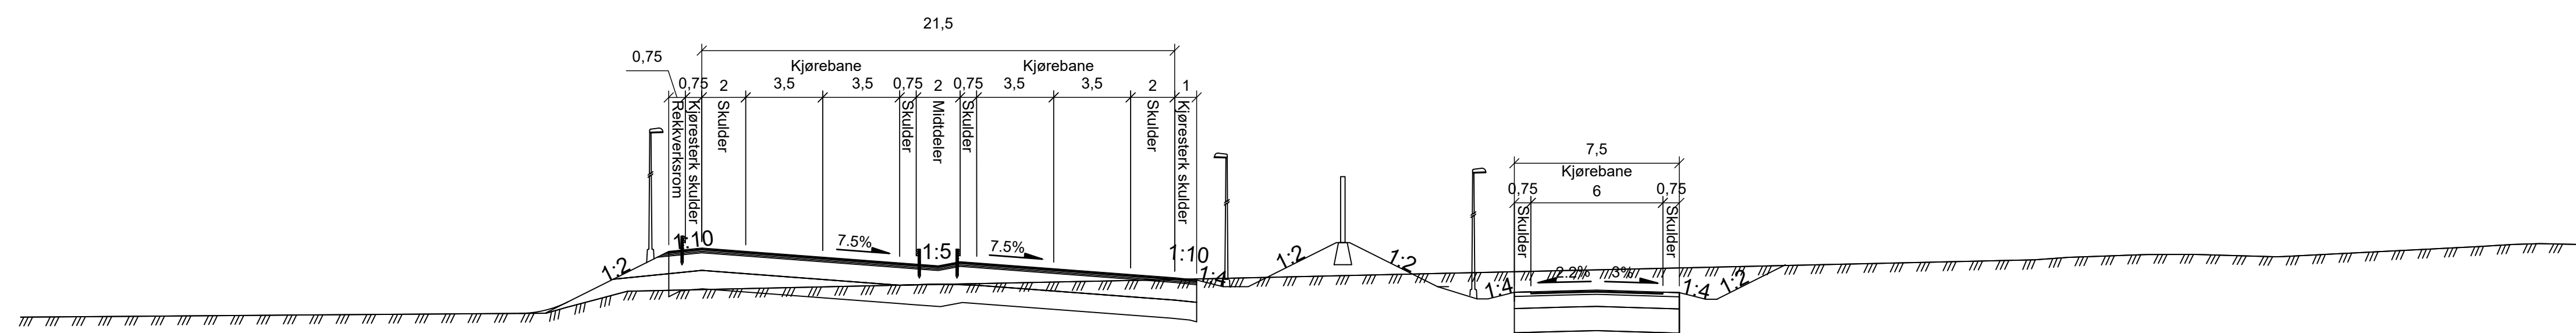 21,5
0,75
Kjørebane
Kjørebane
0,75
2
3,5
3,5
0,75
2
0,75
3,5
3,5
2
1
Rekkverksrom
Kjøresterk skulder
Skulder
Skulder
Midtdeler
Skulder
Skulder
Kjøresterk skulder
7,5
Kjørebane
0,75
6
0,75
Skulder
Skulder
1:2
1:10
7.5%
1:5
7.5%
1:10
1:4
1:2
1:2
1:4
2.2%
3%
1:4
1:2